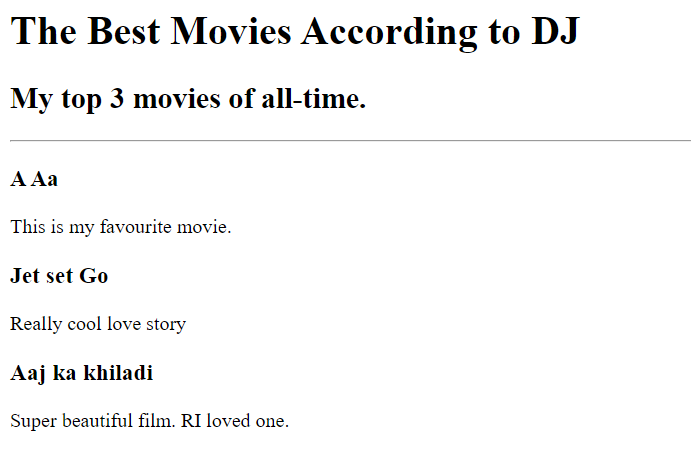 The Best Movies According to DJ
My top 3 movies of all-time.
A Aa
This is my favourite movie.
Jet set Go
Really cool love story
Aaj ka khiladi
Super beautiful film. RI loved one.